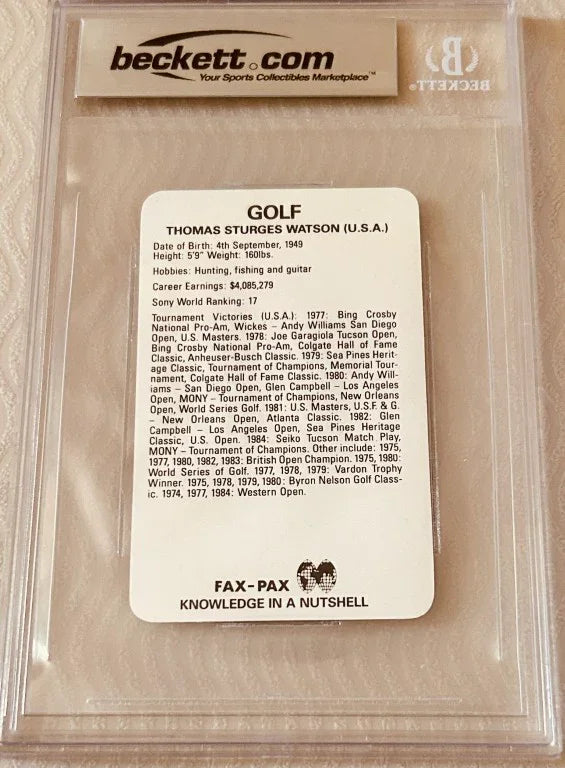 beckett.com
Your Sports Collectibles Marketplace™
BECKETT®
GOLF
THOMAS STURGES WATSON (U.S.A.)
Date of Birth: 4th September, 1949
Height: 5'9" Weight: 160lbs.
Hobbies: Hunting, fishing and guitar
Career Earnings: $4,085,279
Sony World Ranking: 17
Tournament Victories (U.S.A.): 1977: Bing Crosby
National Pro-Am, Wickes – Andy Williams San Diego
Open, U.S. Masters. 1978: Joe Garagiola Tucson Open,
Bing Crosby National Pro-Am, Colgate Hall of Fame
Classic, Anheuser-Busch Classic. 1979: Sea Pines Herit-
age Classic, Tournament of Champions, Memorial Tour-
nament, Colgate Hall of Fame Classic. 1980: Andy Will-
iams – San Diego Open, Glen Campbell – Los Angeles
Open, MONY – Tournament of Champions, New Orleans
Open, World Series Golf. 1981: U.S. Masters, U.S.F. & G.
– New Orleans Open, Atlanta Classic. 1982: Glen
Campbell – Los Angeles Open, Sea Pines Heritage
Classic, U.S. Open. 1984: Seiko Tucson Match Play,
MONY – Tournament of Champions. Other include: 1975,
1977, 1980, 1982, 1983: British Open Champion. 1975, 1980:
World Series of Golf. 1977, 1978, 1979: Vardon Trophy
Winner. 1975, 1978, 1979, 1980: Byron Nelson Golf Class-
ic. 1974, 1977, 1984: Western Open.
FAX-PAX
KNOWLEDGE IN A NUTSHELL